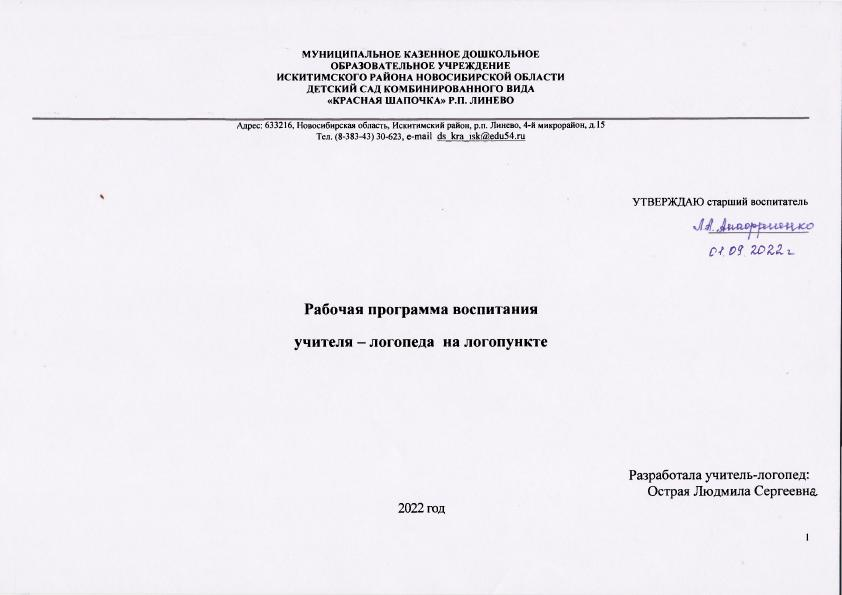 МУНИЦИПАЛЬНОЕ КАЗЕННОЕ ДОШКОЛЬНОЕ
ОБРАЗОВАТЕЛЬНОЕ УЧРЕЖДЕНИЕ
ИСКИТИМСКОГО РАЙОНА НОВОСИБИРСКОЙ ОБЛАСТИ
ДЕТСКИЙ САД КОМБИНИРОВАННОГО ВИДА
«КРАСНАЯ ШАПОЧКА» Р.П. ЛИНЕВО
Адрес: 633216, Новосибирская область, Искитимский район, р.п. Линево, 4-й микрорайон, д.15
Тел. (8-383-43) 30-623, e-mail ds_kra_isk@edu54.ru
УТВЕРЖДАЮ старший воспитатель
01.09.2022 г
Рабочая программа воспитания
учителя – логопеда на логопункте
Разработала учитель-логопед:
Острая Людмила Сергеевна
2022 год
1